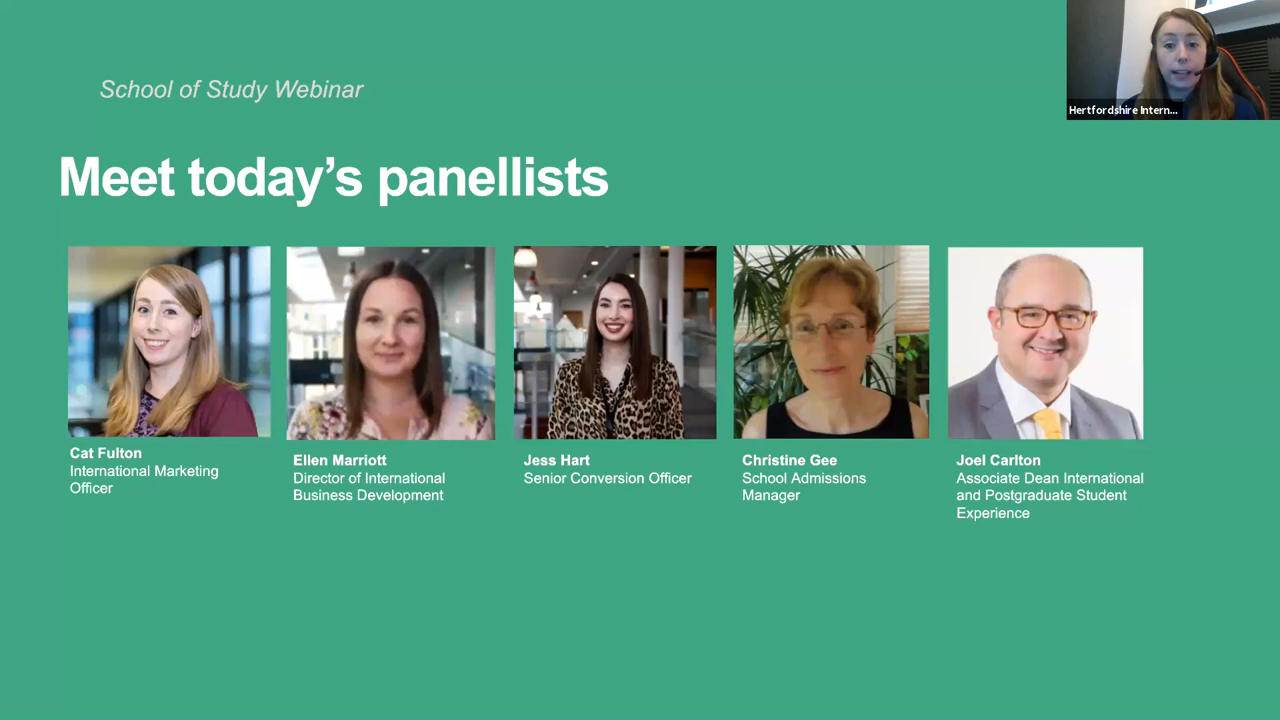 School of Study Webinar
Hertfordshire Intern...
Meet today's panellists
Cat Fulton
International Marketing
Officer
Ellen Marriott
Director of International
Business Development
Jess Hart
Senior Conversion Officer
Christine Gee
School Admissions
Manager
Joel Carlton
Associate Dean International
and Postgraduate Student
Experience